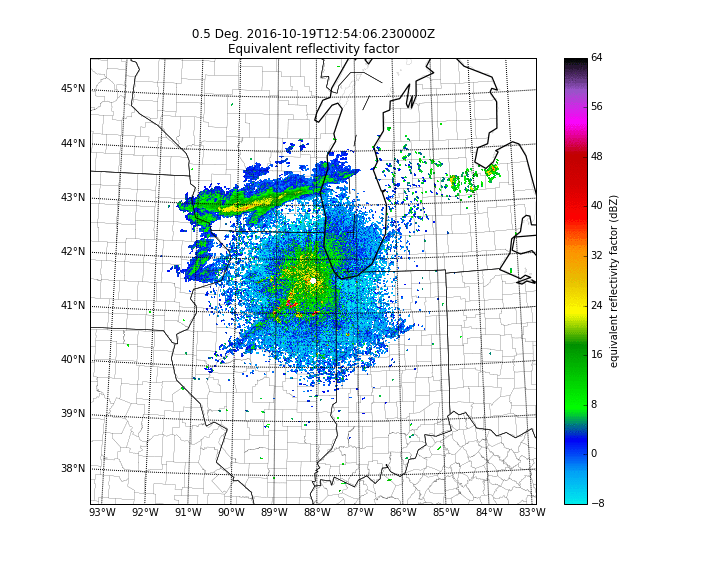 0.5 Deg. 2016-10-19T12:54:06.230000Z
Equivalent reflectivity factor
45°N
44°N
43°N
42°N
41°N
40°N
39°N
38°N
93°W 92°W 91°W 90°W 89°W 88°W 87°W 86°W 85°W 84°W 83°W
64
56
48
40
32
24
16
8
0
−8
equivalent reflectivity factor (dBZ)